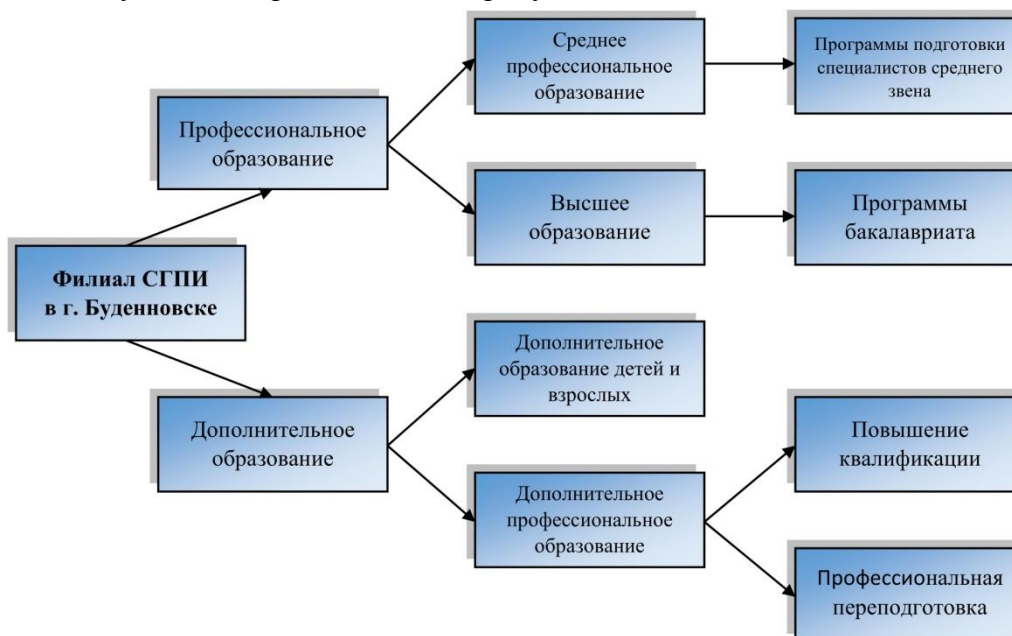 Среднее
профессиональное
образование
Программы подготовки
специалистов среднего
звена
Профессиональное
образование
Высшее
образование
Программы
бакалавриата
Филиал СГПИ
в г. Буденновске
Дополнительное
образование детей и
взрослых
Дополнительное
образование
Повышение
квалификации
Дополнительное
профессиональное
образование
Профессиональная
переподготовка